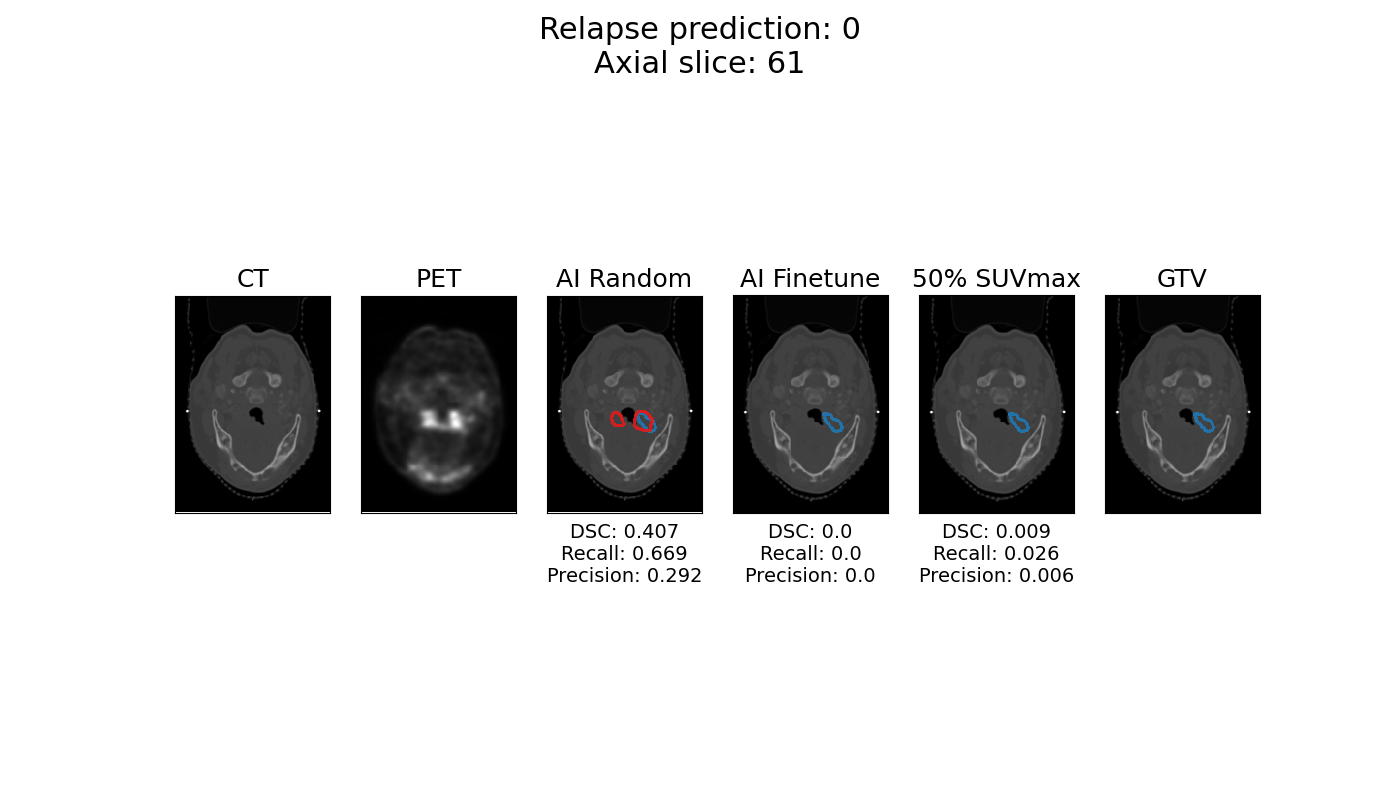 Relapse prediction: 0
Axial slice: 61
CT
PET
AI Random
AI Finetune
50% SUVmax
GTV
DSC: 0.407
Recall: 0.669
Precision: 0.292
DSC: 0.0
Recall: 0.0
Precision: 0.0
DSC: 0.009
Recall: 0.026
Precision: 0.006